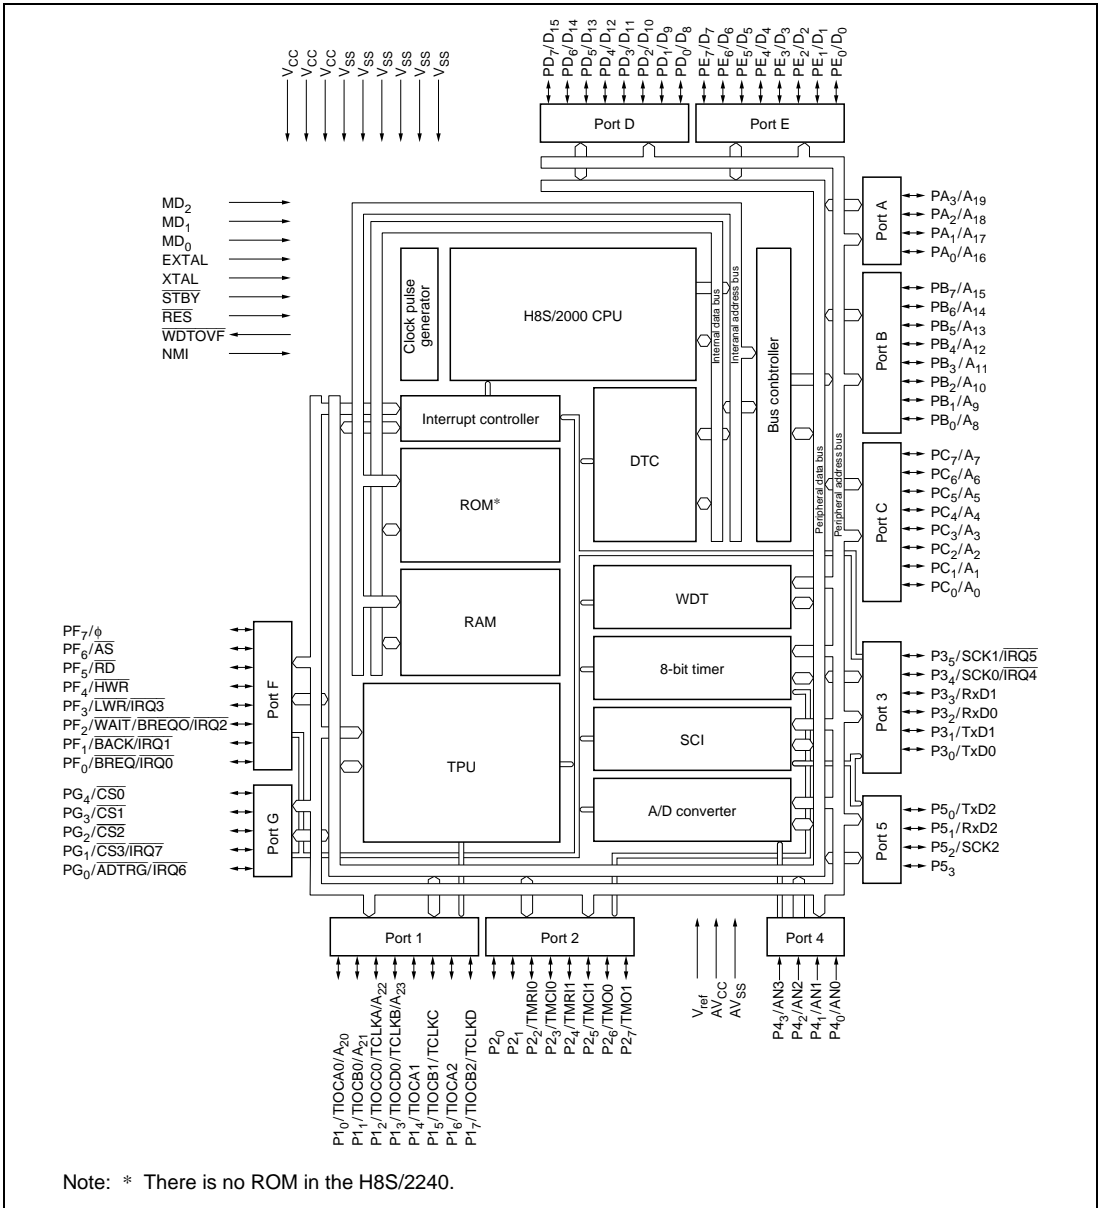 VCC
VCC
VCC
VSS
VSS
VSS
VSS
VSS
VSS
PD7/D15
PD6/D14
PD5/D13
PD4/D12
PD3/D11
PD2/D10
PD1/D9
PD0/D8
PE7/D7
PE6/D6
PE5/D5
PE4/D4
PE3/D3
PE2/D2
PE1/D1
PE0/D0
Port D
Port E
MD2
MD1
MD0
EXTAL
XTAL
STBY
RES
WDTOVF
NMI
Clock pulse
generator
H8S/2000 CPU
Internal data bus
Interanal address bus
Bus conbtroller
Peripheral data bus
Peripheral address bus
Port A
PA3/A19
PA2/A18
PA1/A17
PA0/A16
Port B
PB7/A15
PB6/A14
PB5/A13
PB4/A12
PB3/A11
PB2/A10
PB1/A9
PB0/A8
Interrupt controller
DTC
ROM*
RAM
Port C
PC7/A7
PC6/A6
PC5/A5
PC4/A4
PC3/A3
PC2/A2
PC1/A1
PC0/A0
WDT
8-bit timer
SCI
A/D converter
TPU
PF7/φ
PF6/AS
PF5/RD
PF4/HWR
PF3/LWR/IRQ3
PF2/WAIT/BREQO/IRQ2
PF1/BACK/IRQ1
PF0/BREQ/IRQ0
Port F
Port 3
P35/SCK1/IRQ5
P34/SCK0/IRQ4
P33/RxD1
P32/RxD0
P31/TxD1
P30/TxD0
PG4/CS0
PG3/CS1
PG2/CS2
PG1/CS3/IRQ7
PG0/ADTRG/IRQ6
Port G
Port 5
P50/TxD2
P51/RxD2
P52/SCK2
P53
Port 1
Port 2
Port 4
P10/TIOCA0/A20
P11/TIOCB0/A21
P12/TIOCC0/TCLKA/A22
P13/TIOCD0/TCLKB/A23
P14/TIOCA1
P15/TIOCB1/TCLKC
P16/TIOCA2
P17/TIOCB2/TCLKD
P20
P21
P22/TMRI0
P23/TMCI0
P24/TMRI1
P25/TMCI1
P26/TMO0
P27/TMO1
Vref
AVCC
AVSS
P43/AN3
P42/AN2
P41/AN1
P40/AN0
Note: * There is no ROM in the H8S/2240.